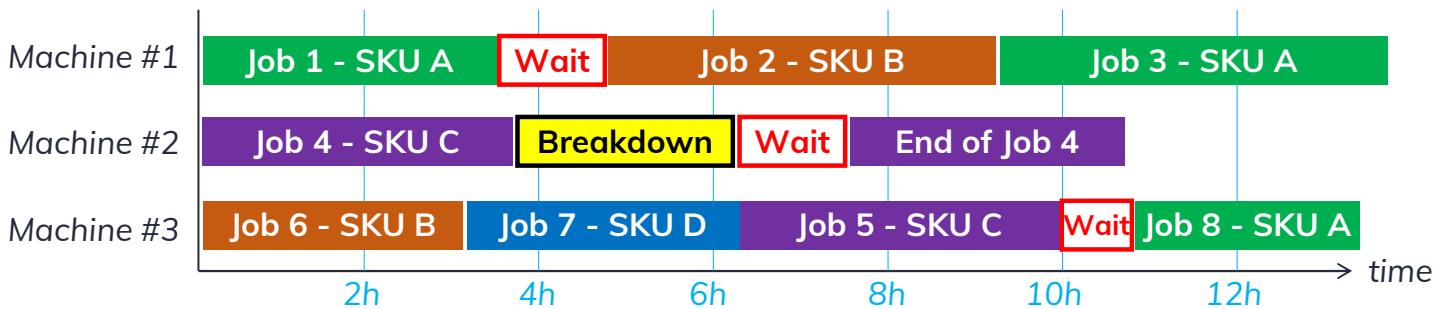 Machine #1 Job 1 - SKU A Wait Job 2 - SKU B Job 3 - SKU A
Machine #2 Job 4 - SKU C Breakdown Wait End of Job 4
Machine #3 Job 6 - SKU B Job 7 - SKU D Job 5 - SKU C Wait Job 8 - SKU A
time
2h 4h 6h 8h 10h 12h